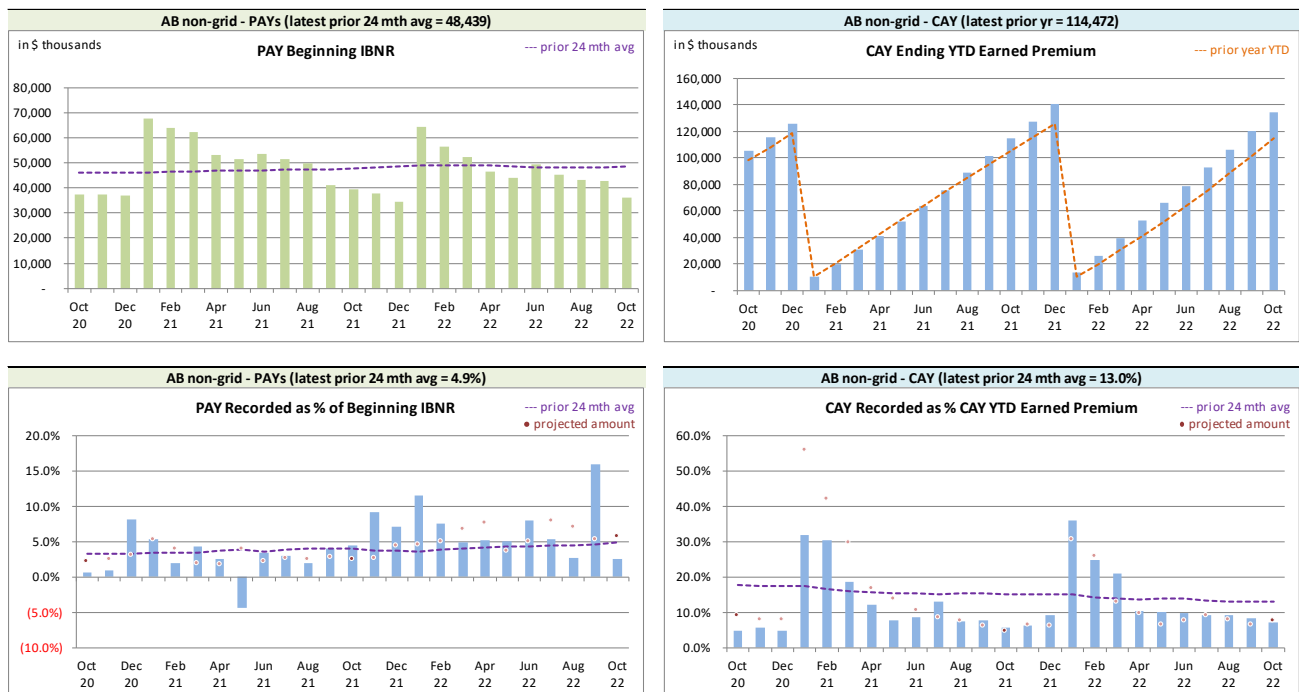 AB non-grid - PAYs (latest prior 24 mth avg = 48,439)
in $ thousands
PAY Beginning IBNR
--- prior 24 mth avg
80,000
70,000
60,000
50,000
40,000
30,000
20,000
10,000
-
Oct Dec Feb Apr Jun Aug Oct Dec Feb Apr Jun Aug Oct
20 20 21 21 21 21 21 21 22 22 22 22 22
AB non-grid - CAY (latest prior yr = 114,472)
in $ thousands
CAY Ending YTD Earned Premium
--- prior year YTD
160,000
140,000
120,000
100,000
80,000
60,000
40,000
20,000
-
Oct Dec Feb Apr Jun Aug Oct Dec Feb Apr Jun Aug Oct
20 20 21 21 21 21 21 21 22 22 22 22 22
AB non-grid - PAYs (latest prior 24 mth avg = 4.9%)
PAY Recorded as % of Beginning IBNR
--- prior 24 mth avg
• projected amount
20.0%
15.0%
10.0%
5.0%
0.0%
(5.0%)
(10.0%)
Oct Dec Feb Apr Jun Aug Oct Dec Feb Apr Jun Aug Oct
20 20 21 21 21 21 21 21 22 22 22 22 22
AB non-grid - CAY (latest prior 24 mth avg = 13.0%)
CAY Recorded as % CAY YTD Earned Premium
--- prior 24 mth avg
• projected amount
60.0%
50.0%
40.0%
30.0%
20.0%
10.0%
0.0%
Oct Dec Feb Apr Jun Aug Oct Dec Feb Apr Jun Aug Oct
20 20 21 21 21 21 21 21 22 22 22 22 22